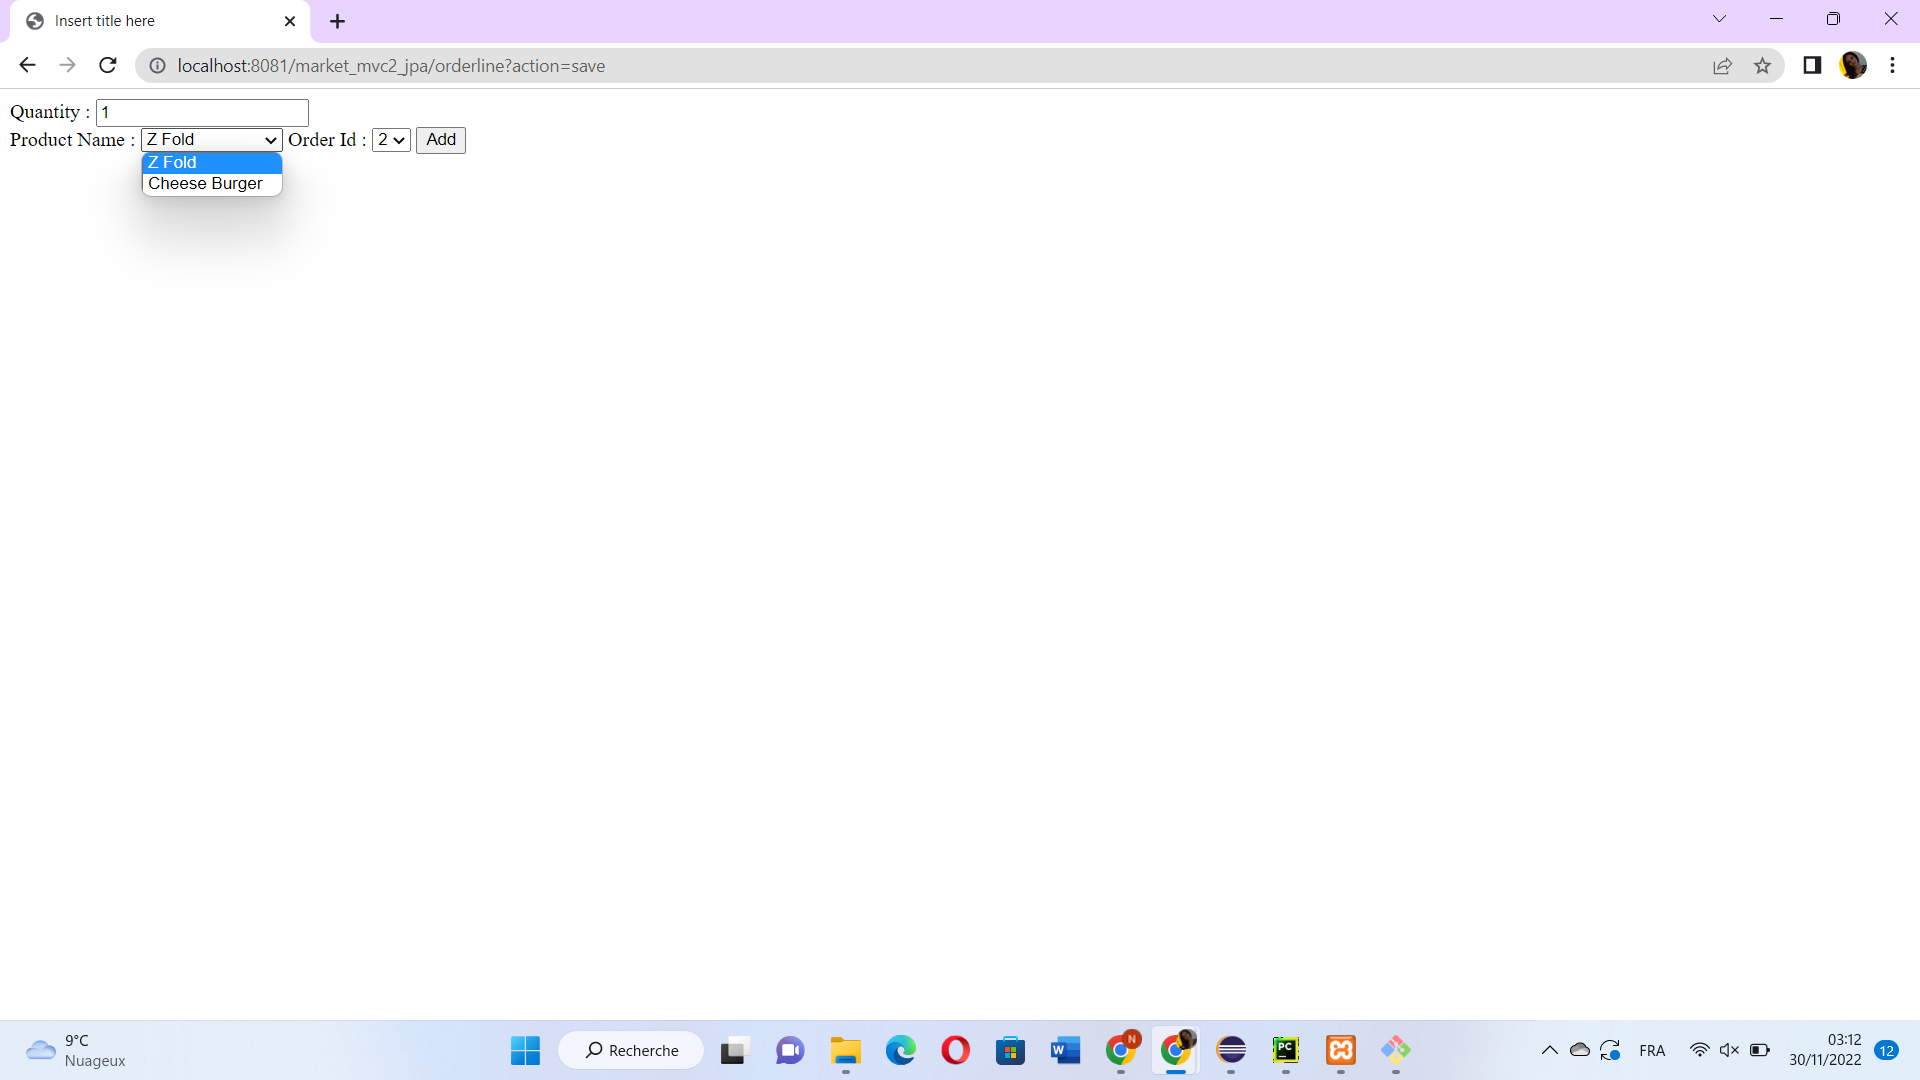 Insert title here
localhost:8081/market_mvc2_jpa/orderline?action=save
Quantity : 1
Product Name : Z Fold Order Id : 2 Add
Z Fold
Cheese Burger
9°C
Nuageux
Recherche
W
N
PC
FRA
03:12
30/11/2022
12